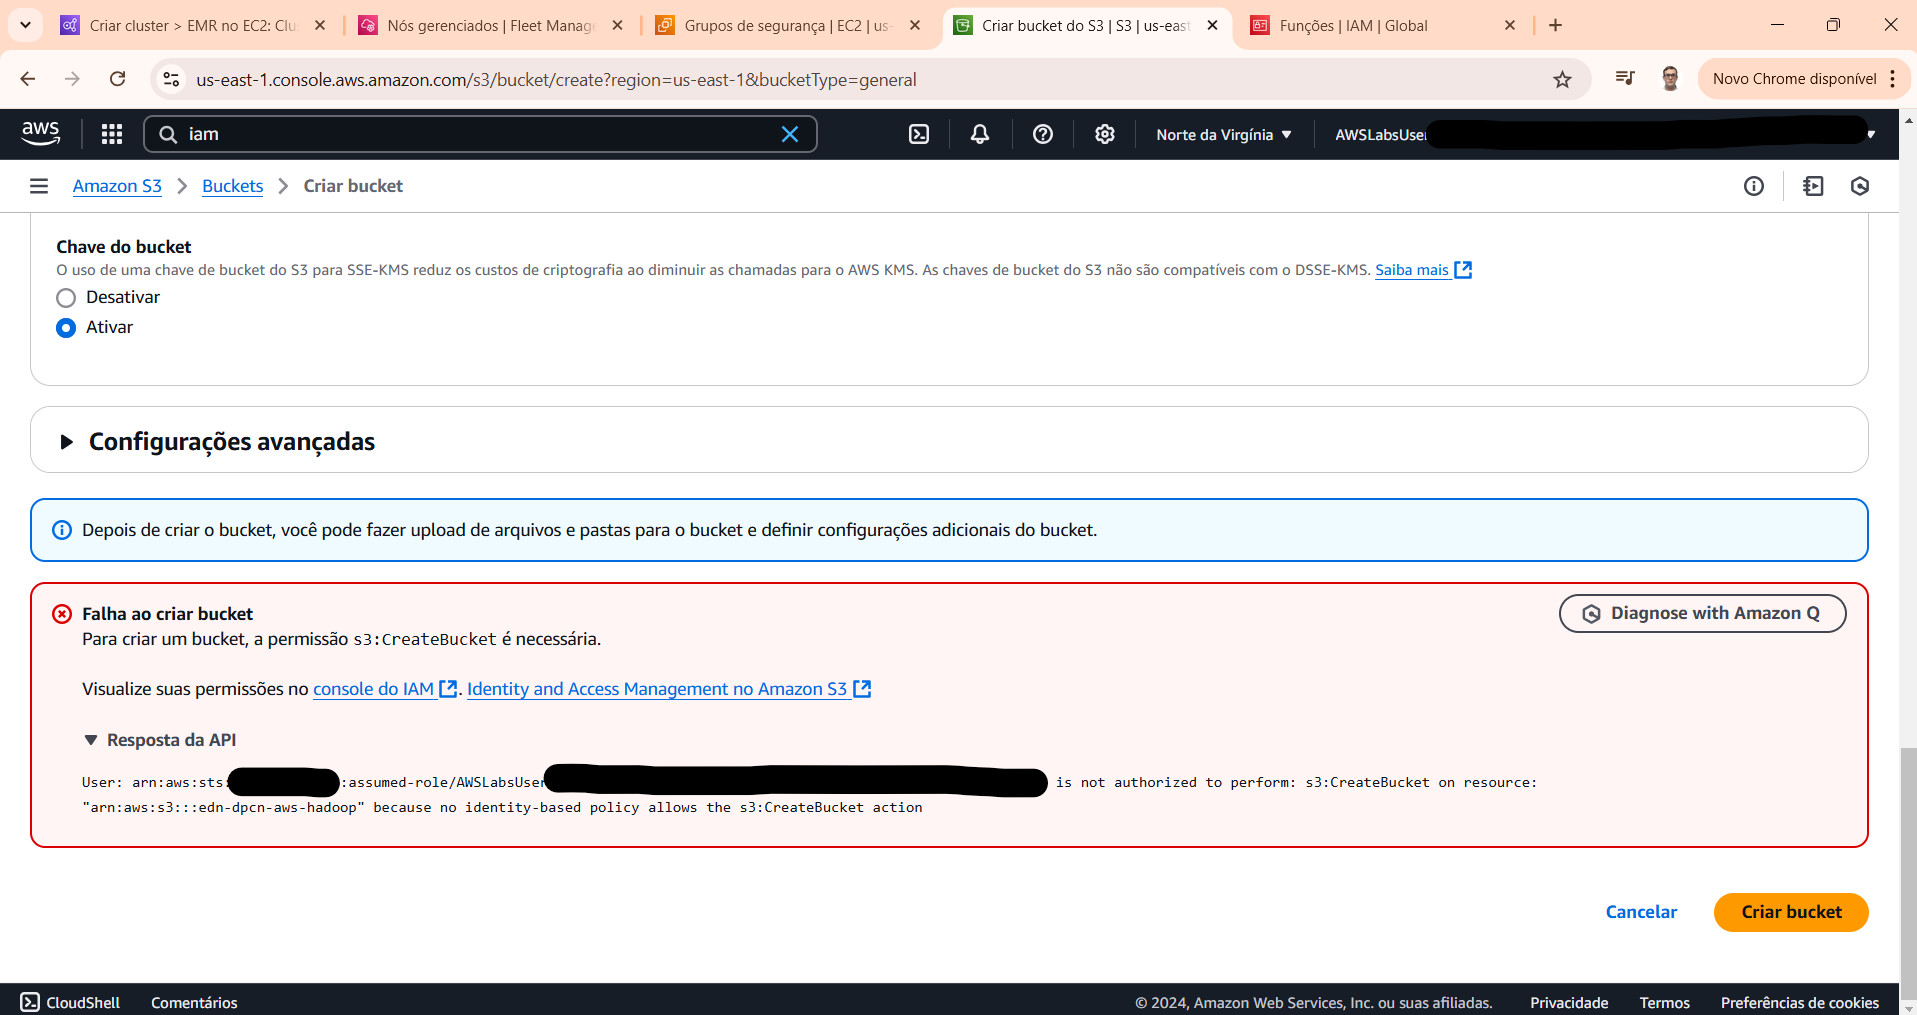 Criar cluster > EMR no EC2: Clu
Nós gerenciados | Fleet Manage
Grupos de segurança | EC2 | us-
Criar bucket do S3 | S3 | us-east
Funções | IAM | Global
us-east-1.console.aws.amazon.com/s3/bucket/create?region=us-east-1&bucketType=general
Novo Chrome disponível
aws
iam
Norte da Virgínia
AWSLabsUser
Amazon S3 > Buckets > Criar bucket
Chave do bucket
O uso de uma chave de bucket do S3 para SSE-KMS reduz os custos de criptografia ao diminuir as chamadas para o AWS KMS. As chaves de bucket do S3 não são compatíveis com o DSSE-KMS. Saiba mais
Desativar
Ativar
Configurações avançadas
Depois de criar o bucket, você pode fazer upload de arquivos e pastas para o bucket e definir configurações adicionais do bucket.
Falha ao criar bucket
Diagnose with Amazon Q
Para criar um bucket, a permissão s3:CreateBucket é necessária.
Visualize suas permissões no console do IAM. Identity and Access Management no Amazon S3
Resposta da API
User: arn:aws:sts: :assumed-role/AWSLabsUser is not authorized to perform: s3:CreateBucket on resource:
"arn:aws:s3:::edn-dpcn-aws-hadoop" because no identity-based policy allows the s3:CreateBucket action
Cancelar
Criar bucket
CloudShell
Comentários
© 2024, Amazon Web Services, Inc. ou suas afiliadas.
Privacidade
Termos
Preferências de cookies